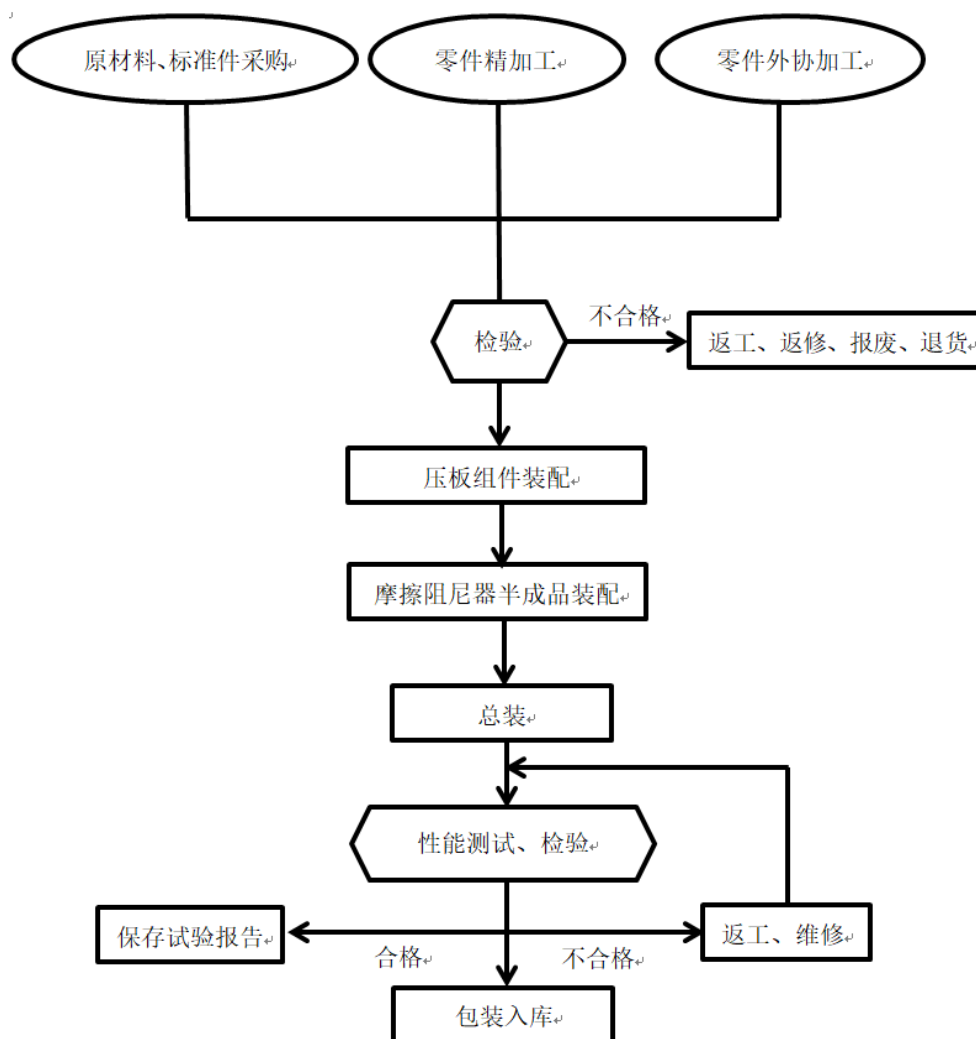 原材料、标准件采购
零件精加工
零件外协加工
不合格
检验
返工、返修、报废、退货
压板组件装配
摩擦阻尼器半成品装配
总装
性能测试、检验
保存试验报告
返工、维修
合格
不合格
包装入库